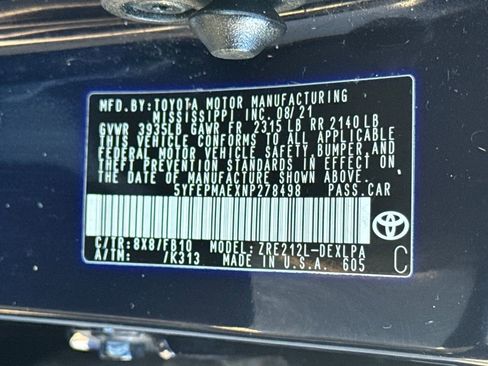 MFD.BY:TOYOTA MOTOR MANUFACTURING
MISSISSIPPI INC. 08/21
GVWR 3935LB GAWR FR 2315 LB RR 2140 LB
THIS VEHICLE CONFORMS TO ALL APPLICABLE
FEDERAL MOTOR VEHICLE SAFETY, BUMPER, AND
THEFT PREVENTION STANDARDS IN EFFECT ON
THE DATE OF MANUFACTURE SHOWN ABOVE.
5YFEPMAEXNP278498 PASS.CAR
C/TR: 8X8/FB10 MODEL: ZRE212L-DEXLPA
A/TM: /K313 MADE IN U.S.A. 605 C